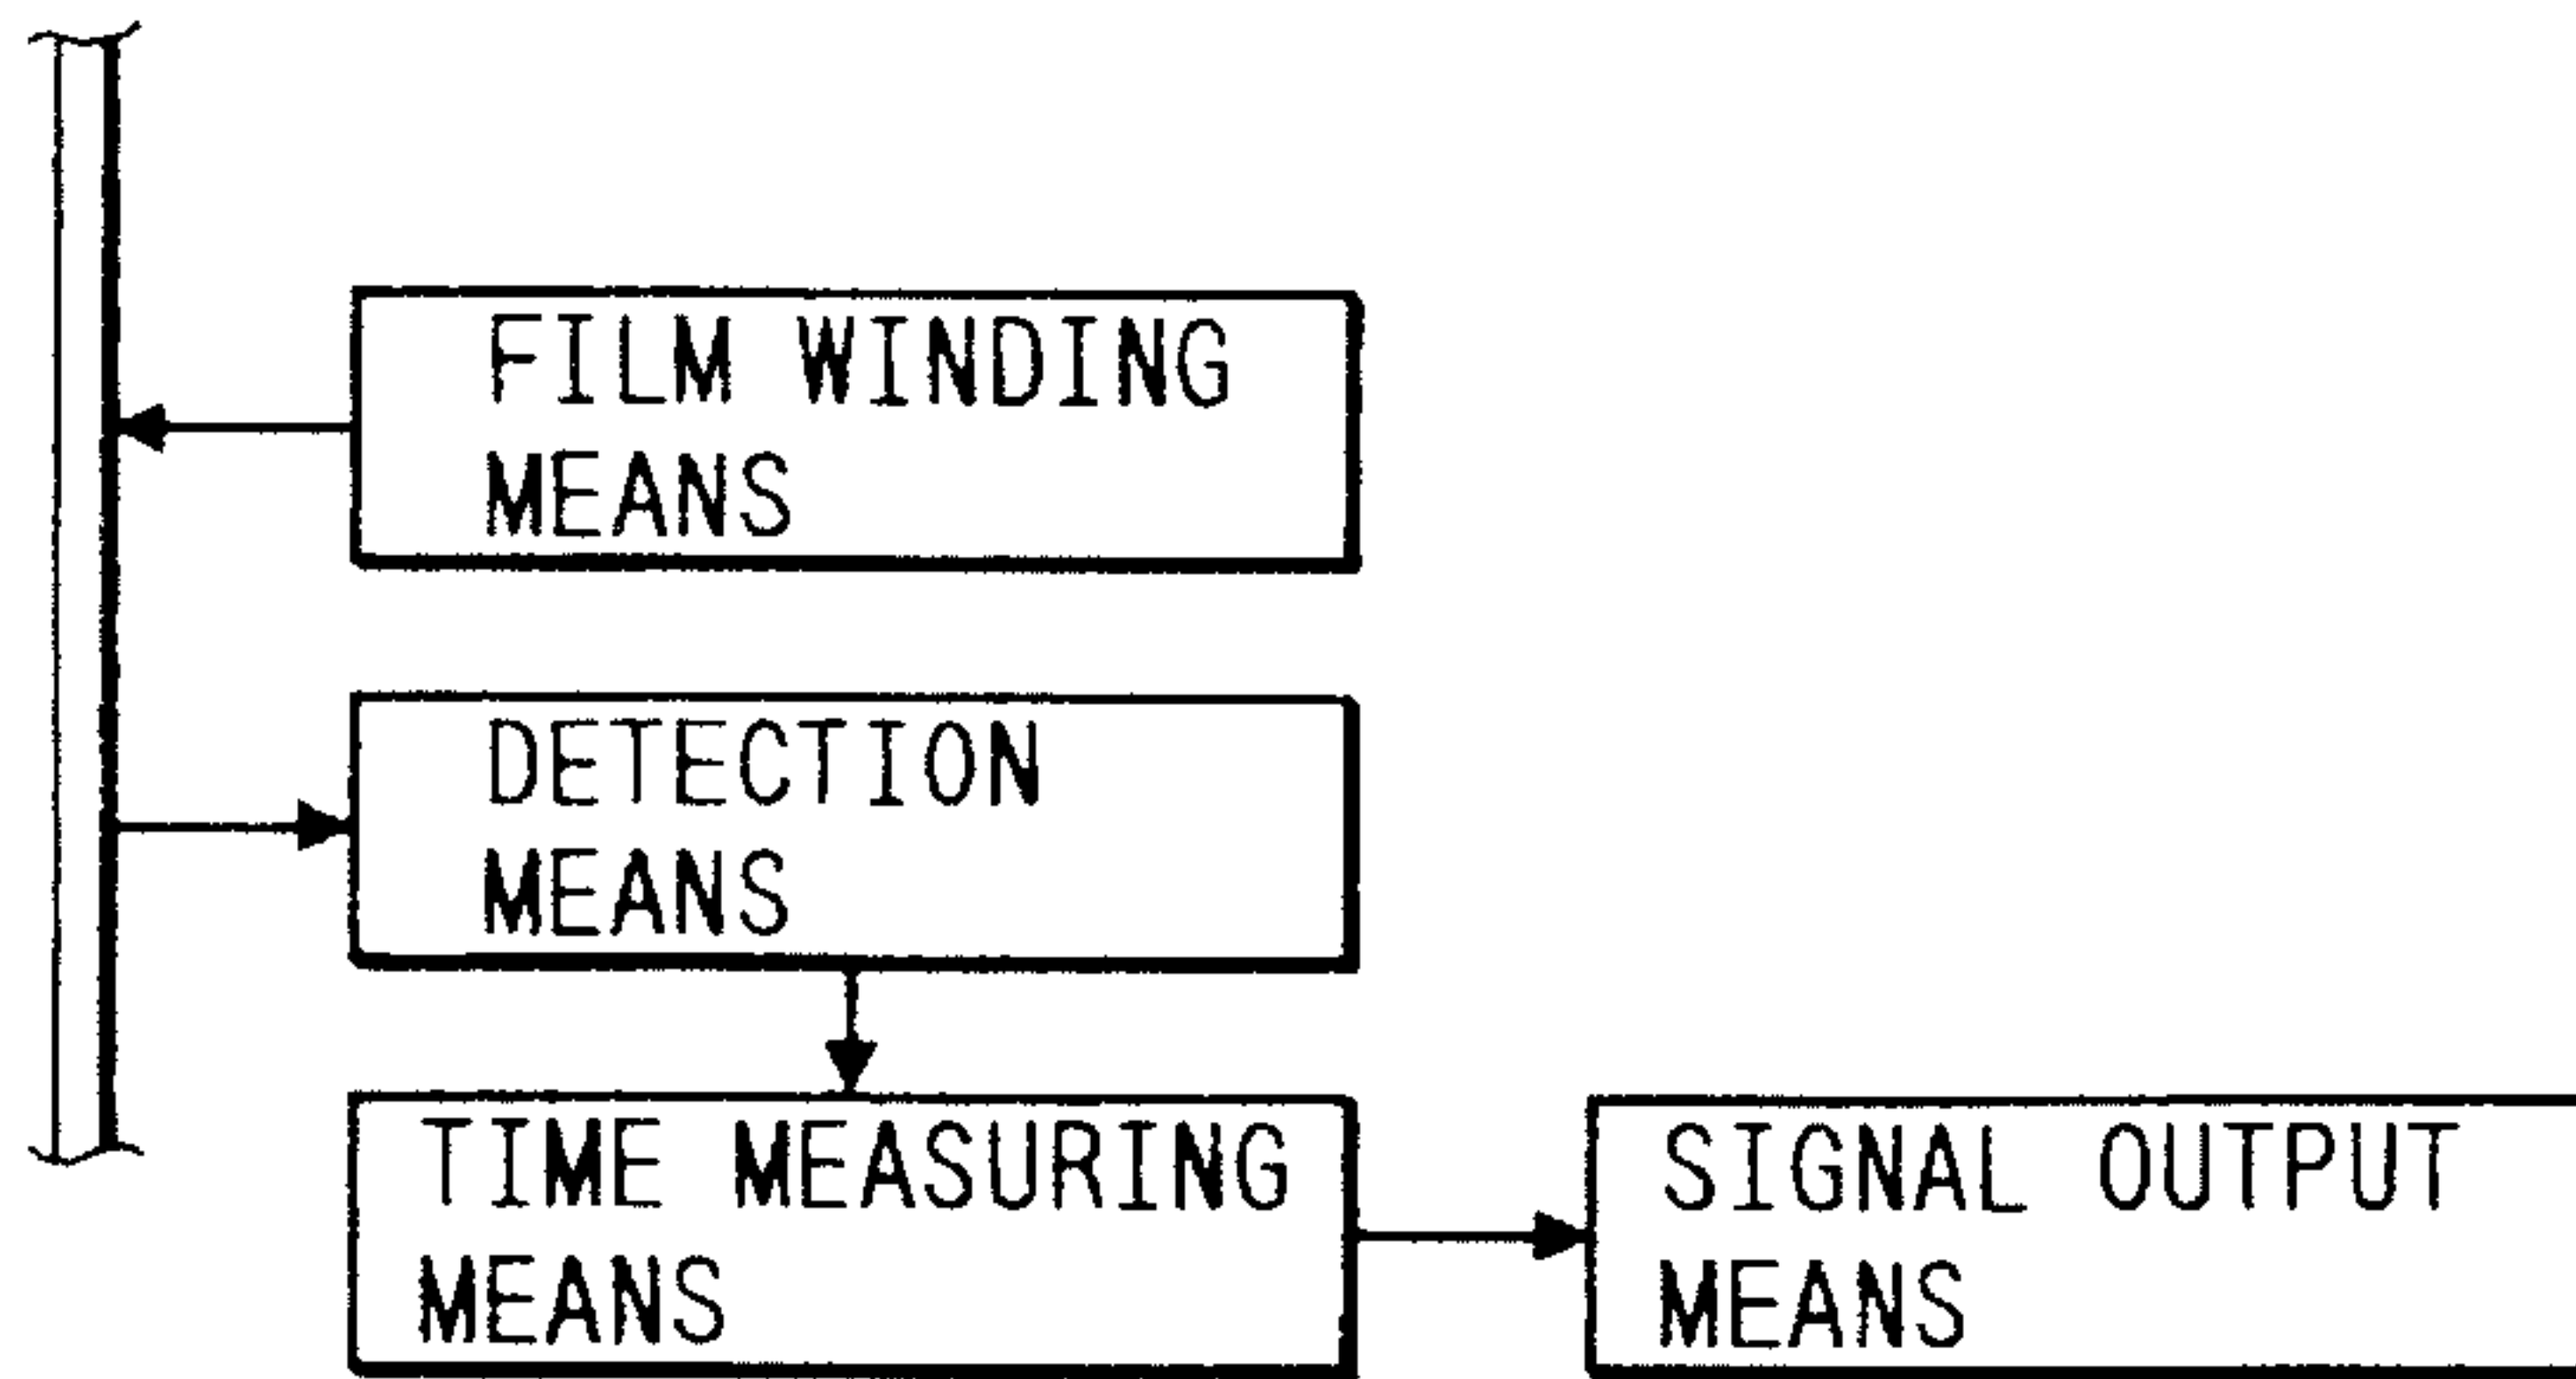 FILM WINDING
MEANS
DETECTION
MEANS
TIME MEASURING
MEANS
SIGNAL OUTPUT
MEANS